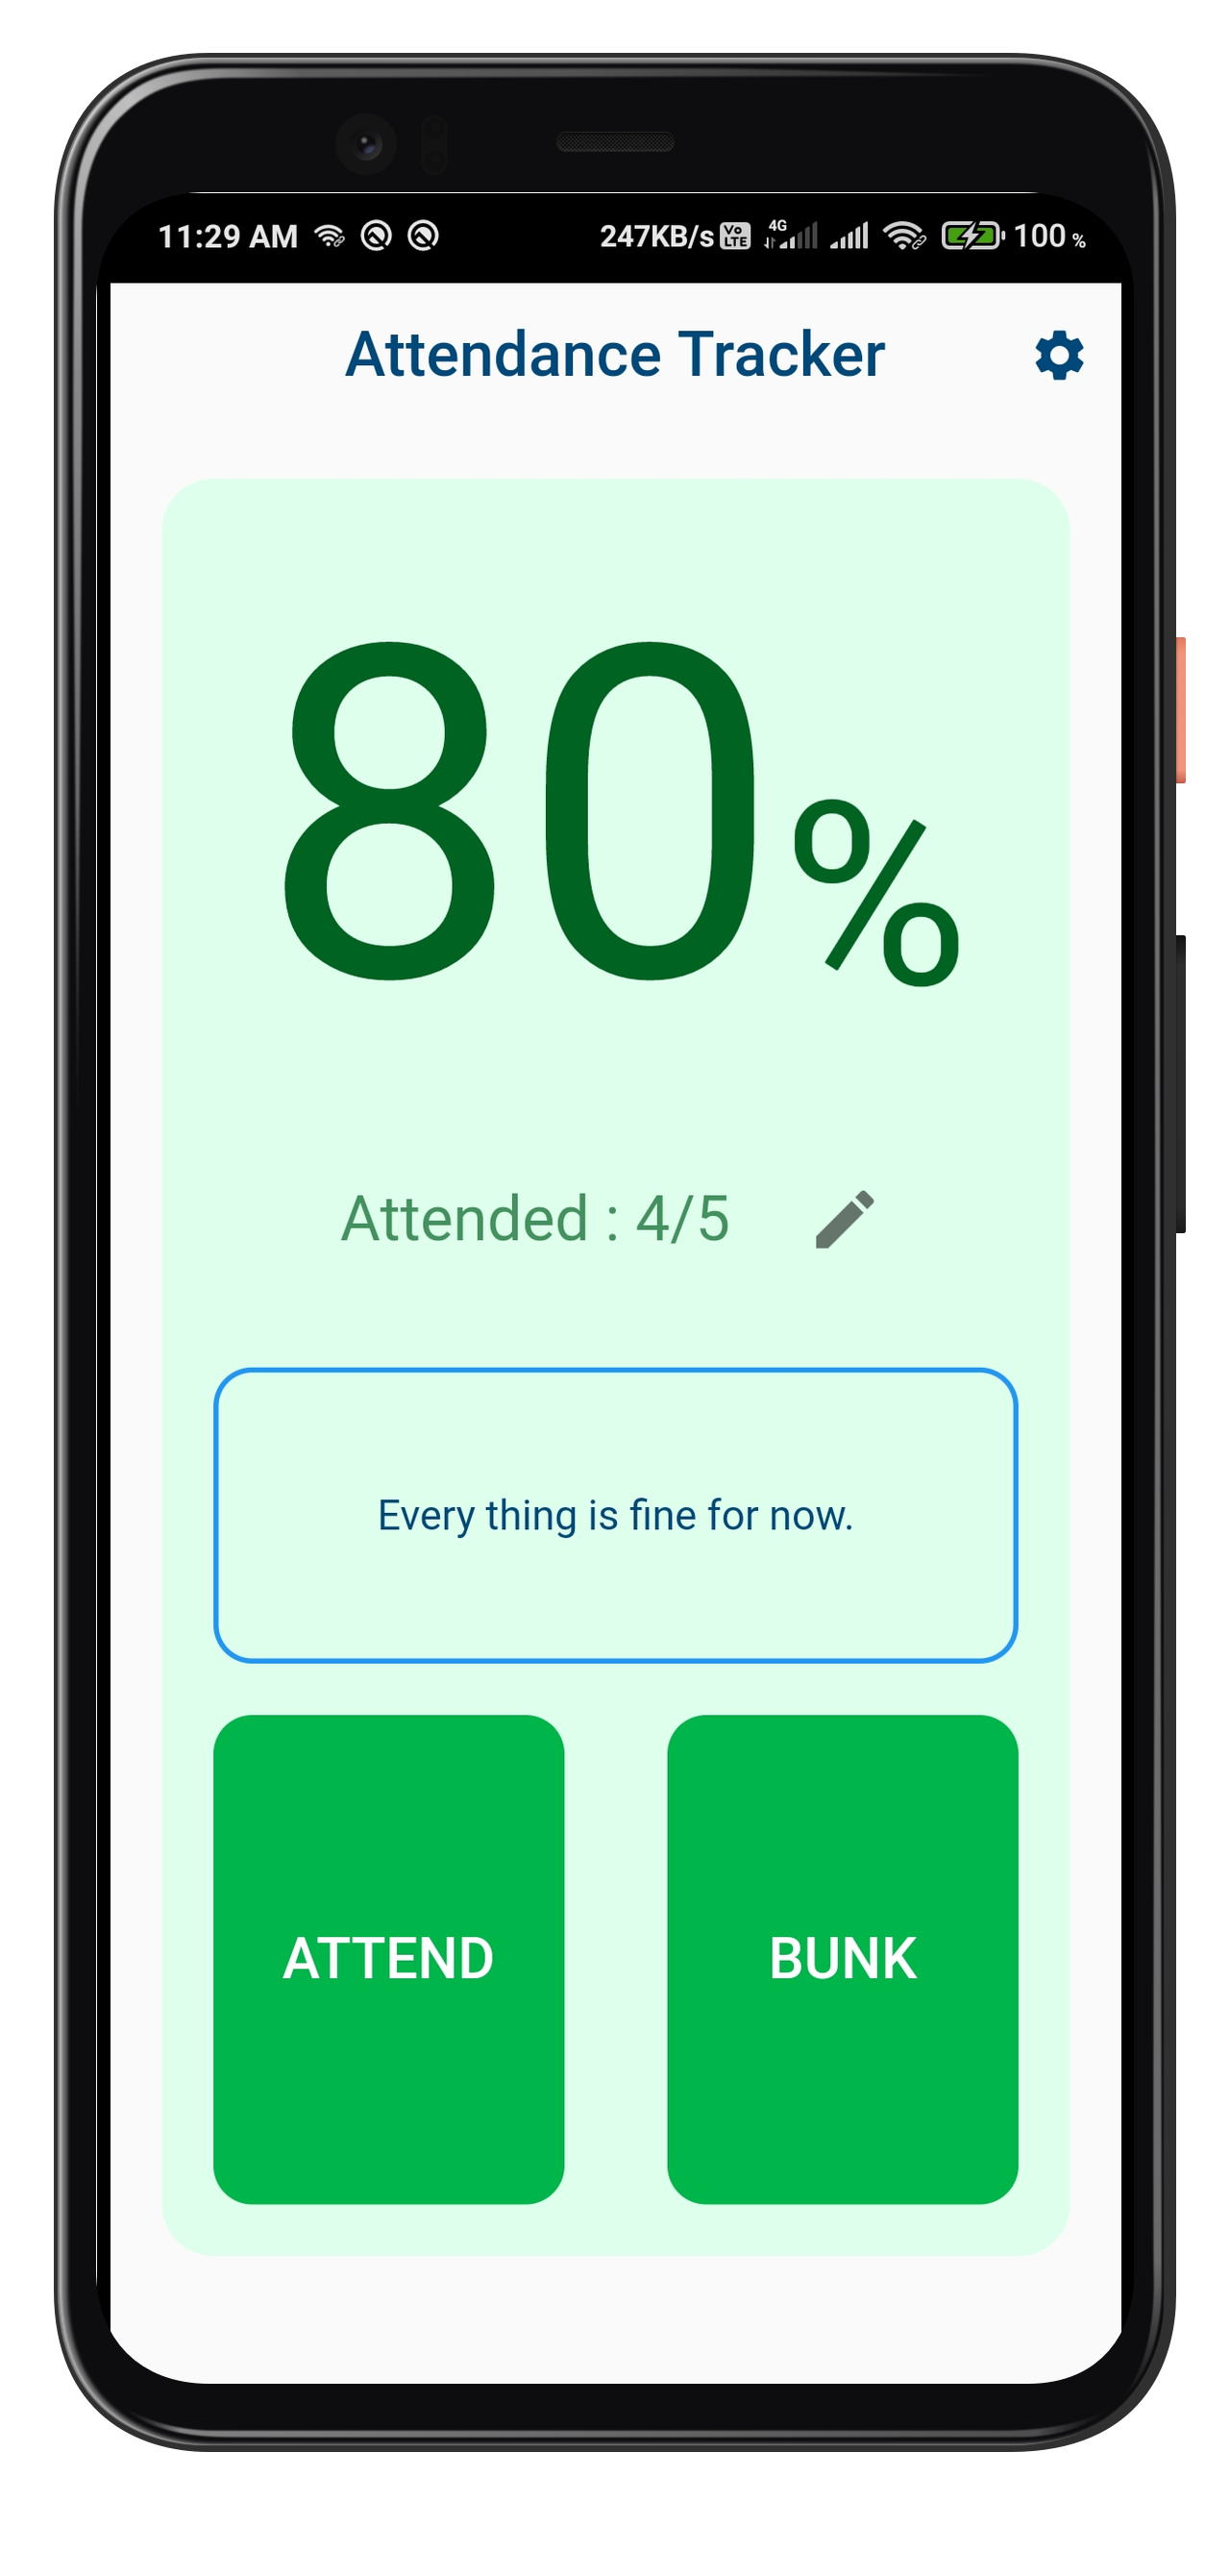 11:29 AM 247KB/s Vo LTE 4G 100 %
Attendance Tracker
80%
Attended : 4/5
Every thing is fine for now.
ATTEND BUNK